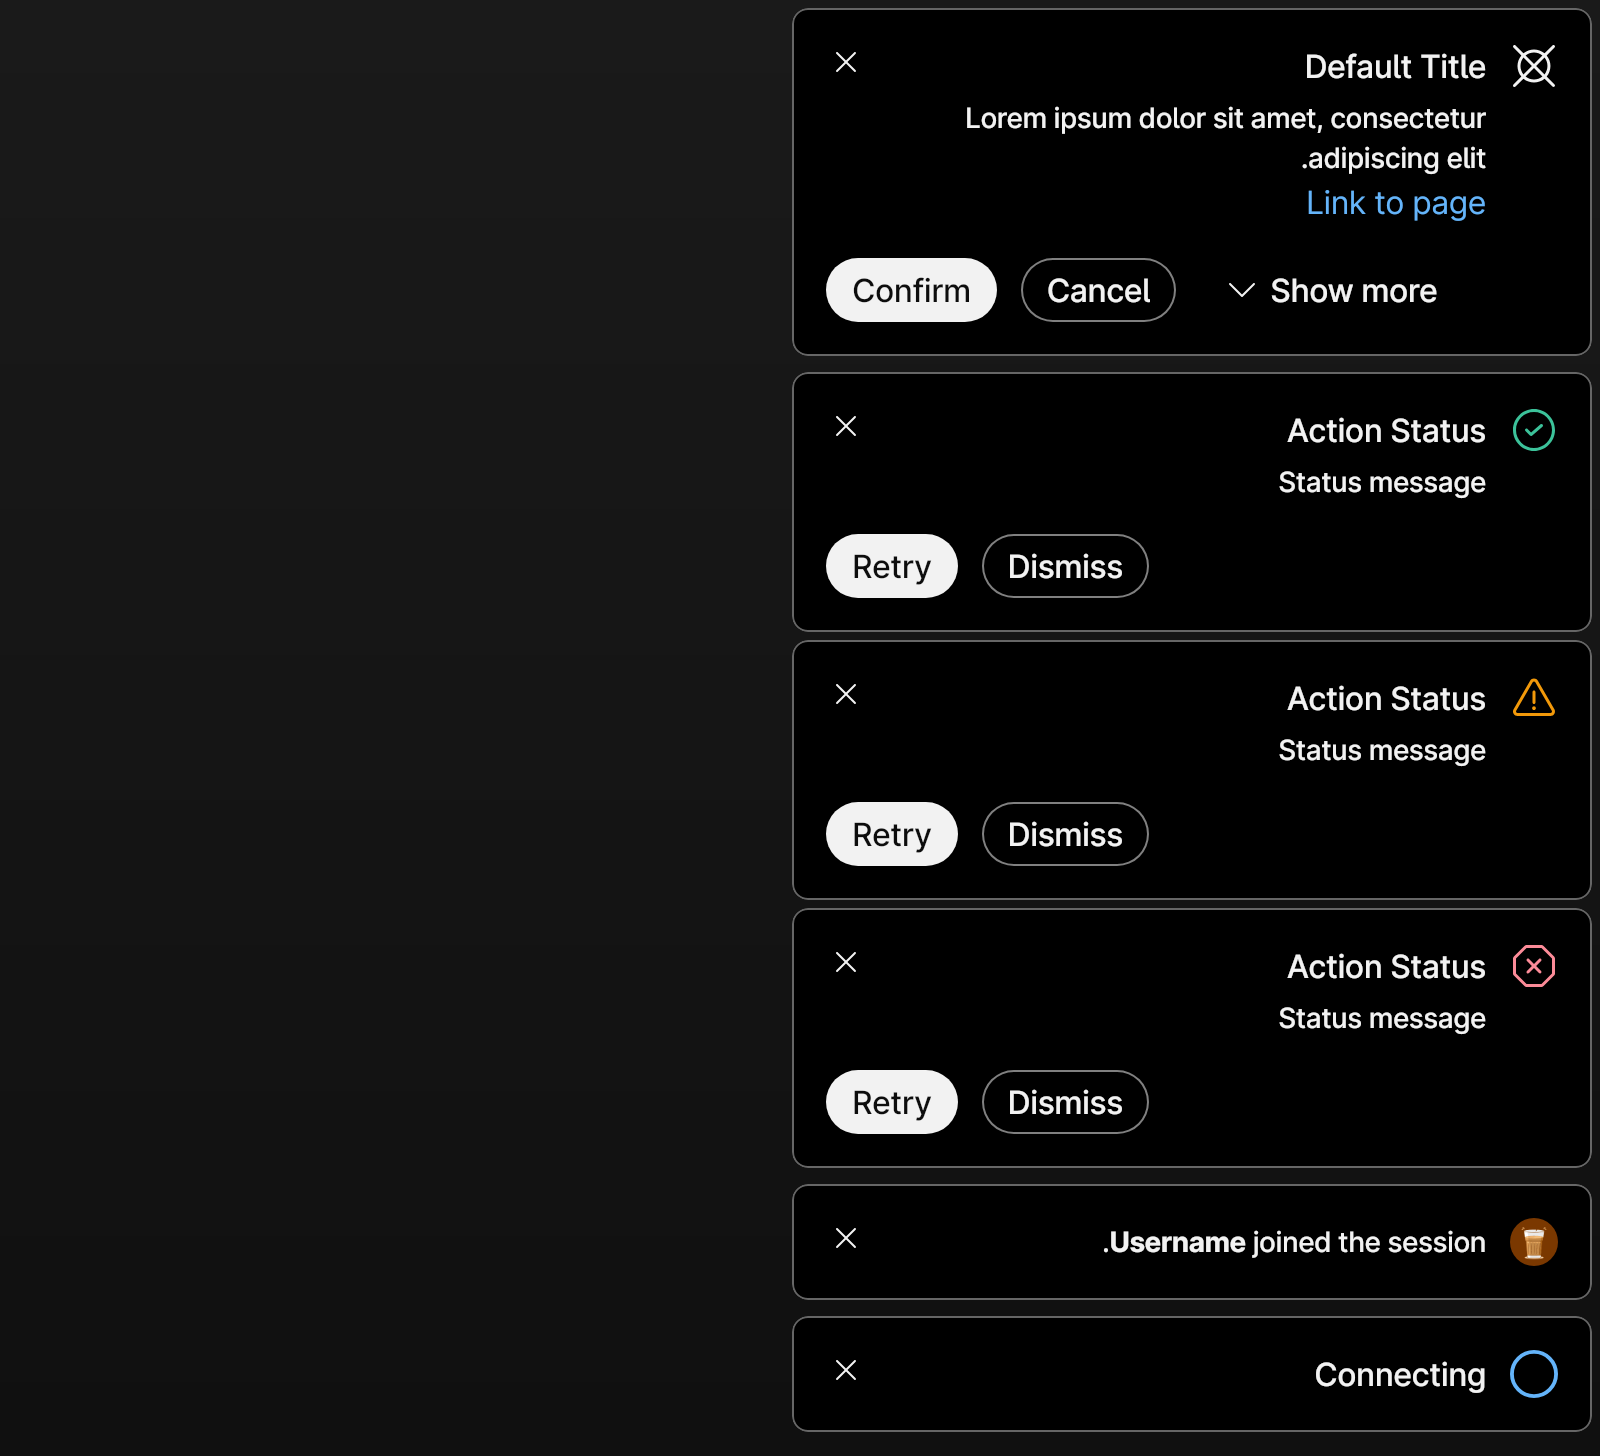 Default Title
Lorem ipsum dolor sit amet, consectetur
.adipiscing elit
Link to page
Confirm
Cancel
Show more
Action Status
Status message
Retry
Dismiss
Action Status
Status message
Retry
Dismiss
Action Status
Status message
Retry
Dismiss
.Username joined the session
Connecting